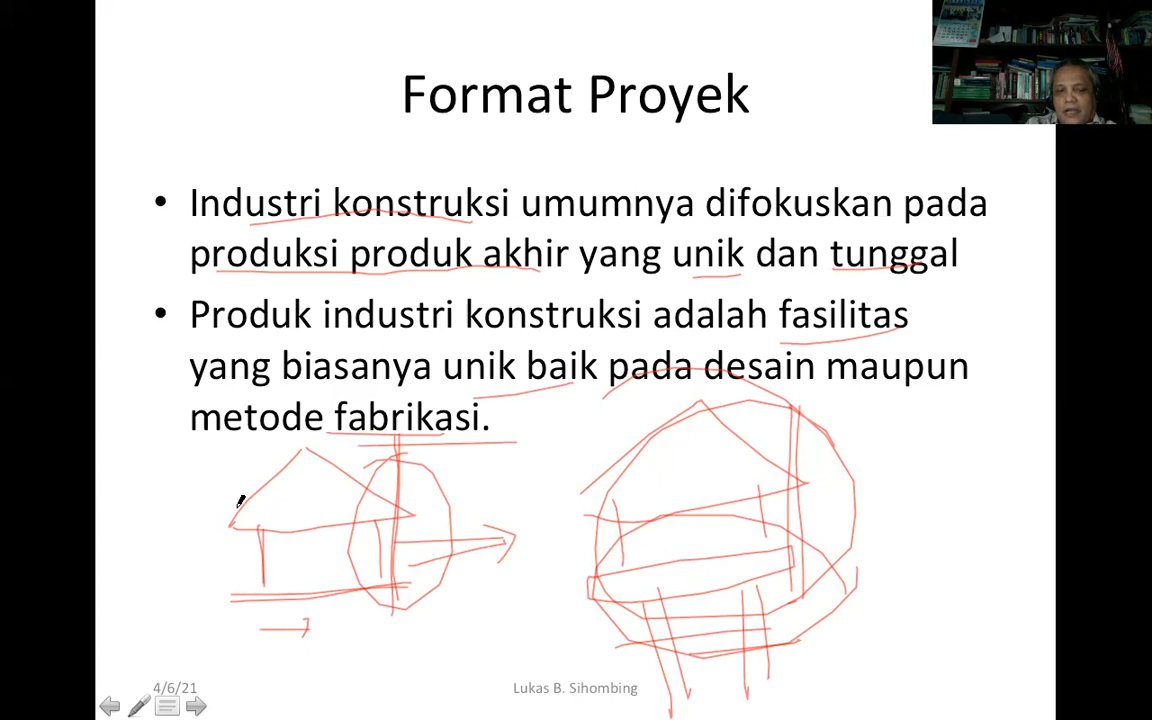 Format Proyek
• Industri konstruksi umumnya difokuskan pada
produksi produk akhir yang unik dan tunggal
• Produk industri konstruksi adalah fasilitas
yang biasanya unik baik pada desain maupun
metode fabrikasi.
4/6/21
Lukas B. Sihombing